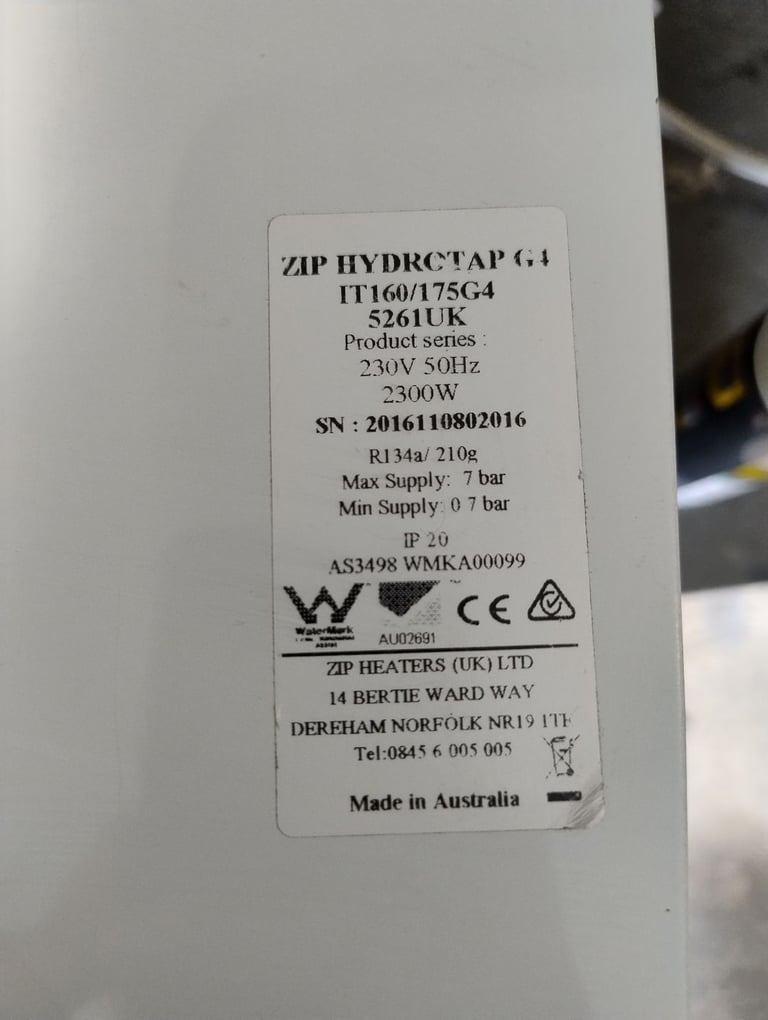 ZIP HYDROTAP G4
IT160/175G4
5261UK
Product series :
230V 50Hz
2300W
SN : 2016110802016
R134a/ 210g
Max Supply: 7 bar
Min Supply: 0 7 bar
IP 20
AS3498 WMKA00099
WaterMark
CE
AU02691
ZIP HEATERS (UK) LTD
14 BERTIE WARD WAY
DEREHAM NORFOLK NR19
Tel:0845 6 005 005
Made in Australia